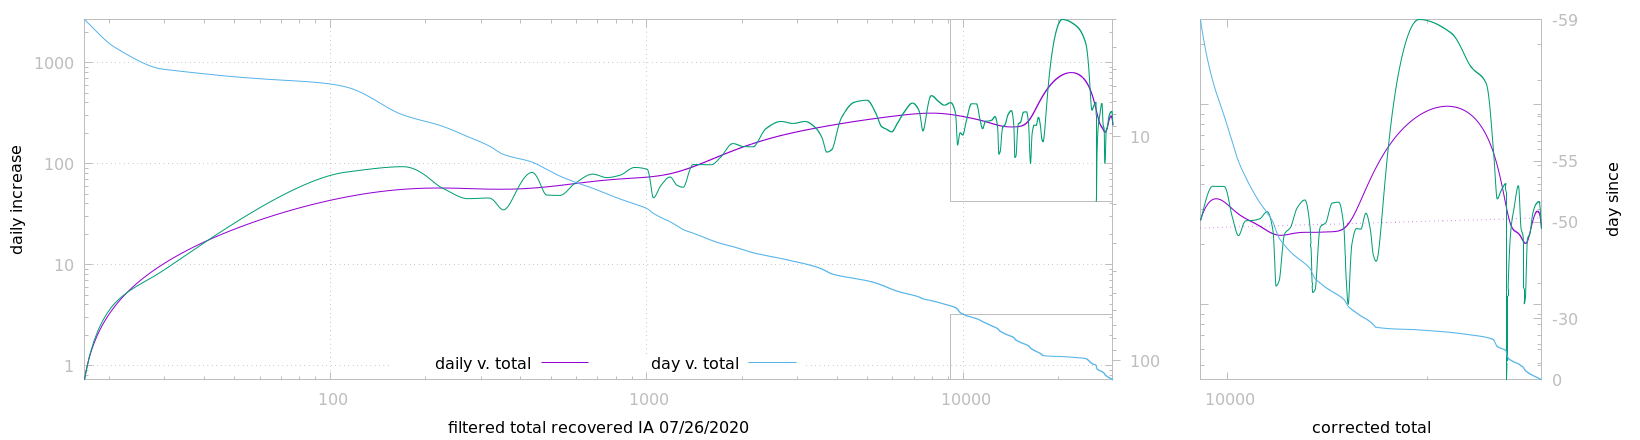 daily increase
1000
100
10
1
daily v. total
day v. total
100
1000
10000
10
100
filtered total recovered IA 07/26/2020
-59
-55
-50
-30
0
day since
10000
corrected total